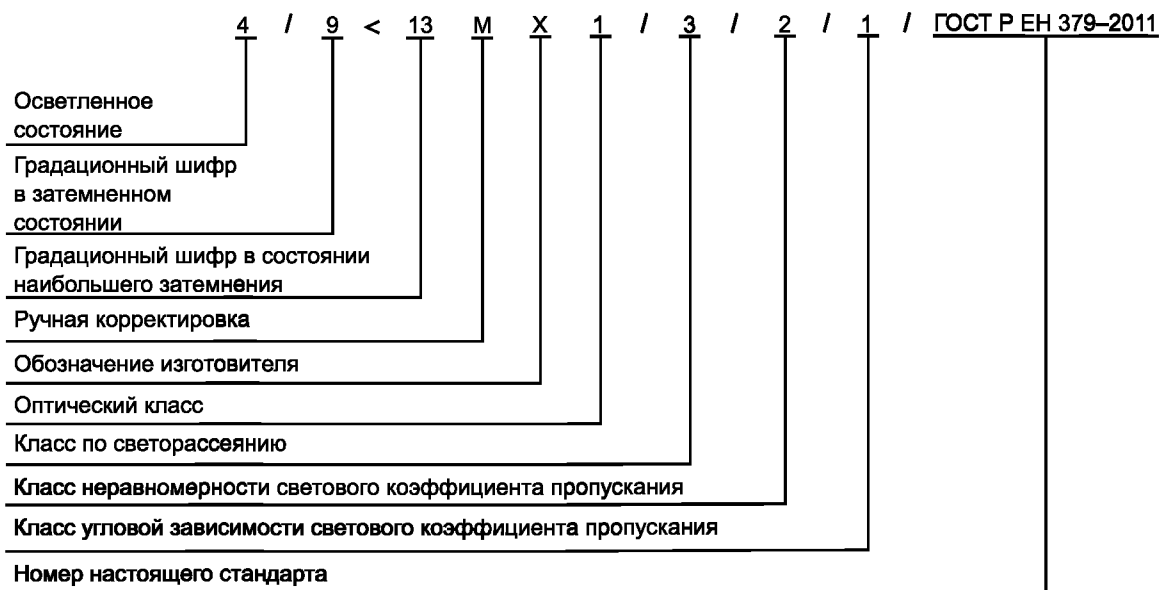 4 / 9 < 13 М Х 1 / 3 / 2 / 1 / ГОСТ Р ЕН 379–2011
Осветленное
состояние
Градационный шифр
в затемненном
состоянии
Градационный шифр в состоянии
наибольшего затемнения
Ручная корректировка
Обозначение изготовителя
Оптический класс
Класс по светорассеянию
Класс неравномерности светового коэффициента пропускания
Класс угловой зависимости светового коэффициента пропускания
Номер настоящего стандарта